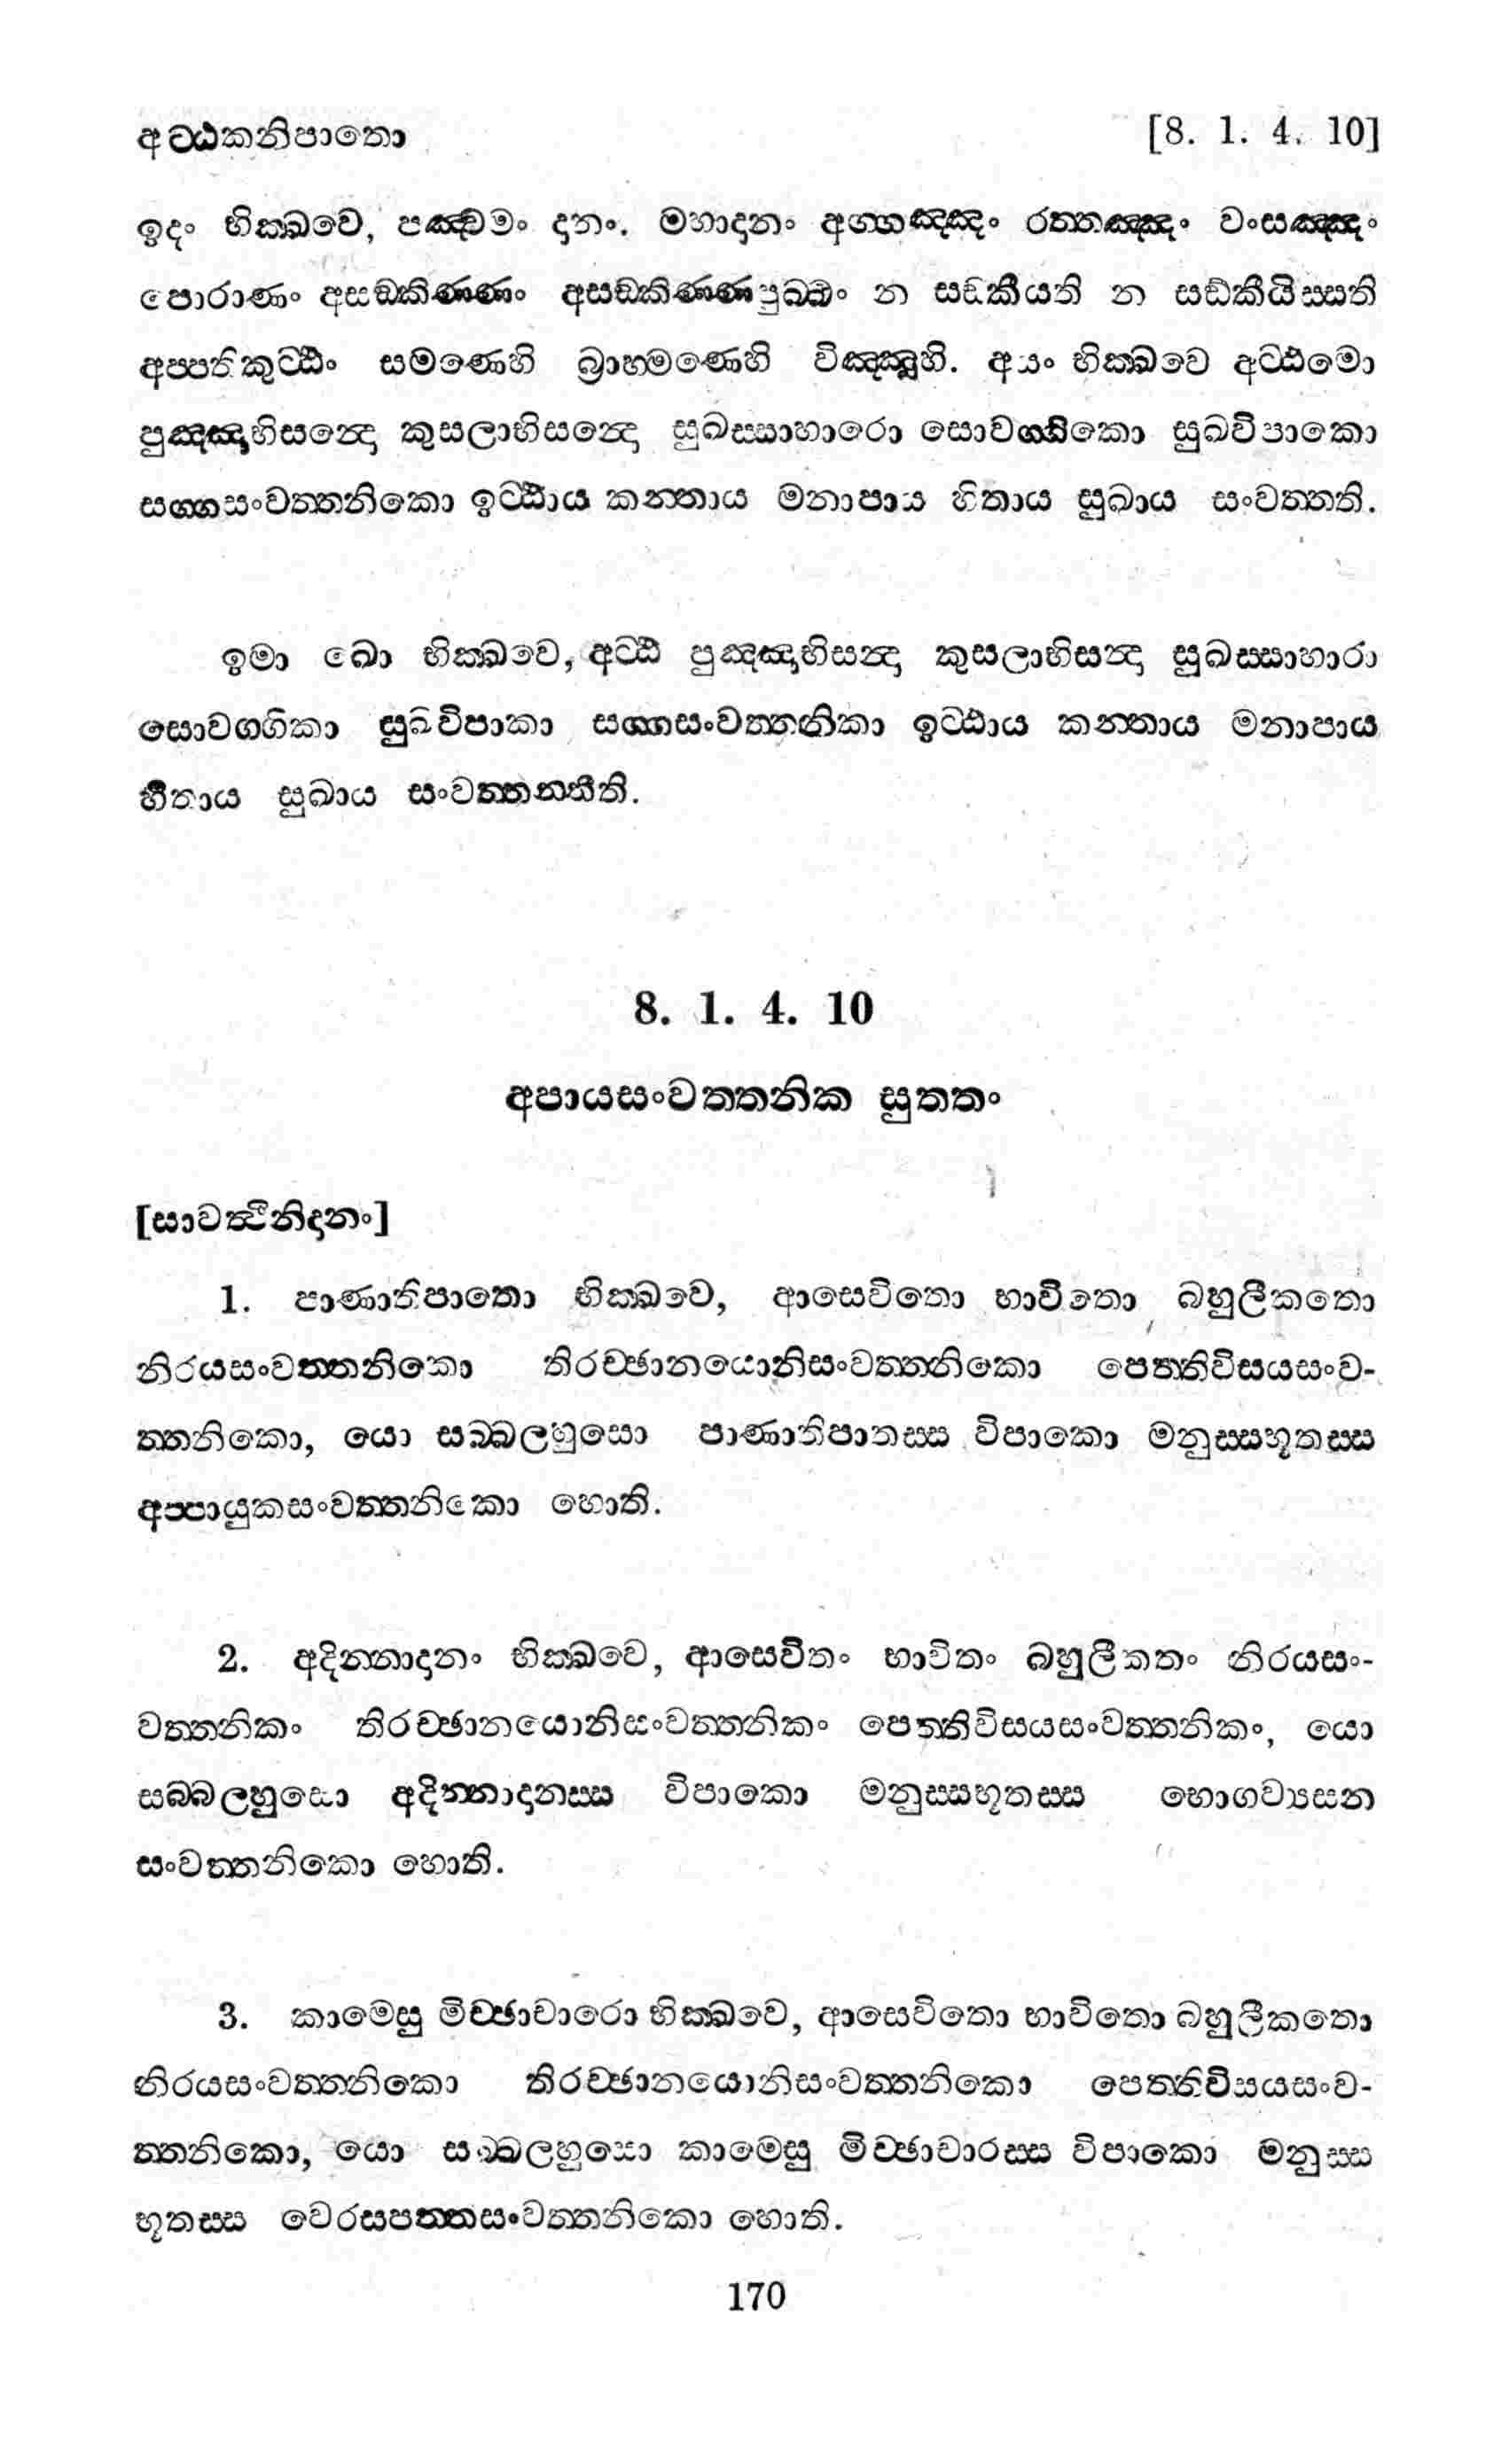 අට්ඨකනිපාතො [8. 1. 4. 10]
ඉදං භික්ඛවෙ, පඤ්චමං දානං. මහාදානං අග්ගඤ්ඤං රත්තඤ්ඤං වංසඤ්ඤං
පොරාණං අසඞ්කිණ්ණං අසඞ්කිණ්ණපුබ්බං න සඞ්කීයති න සඞ්කීයිස්සති
අප්පතිකුට්ඨං සමණෙහි බ්‍රාහ්මණෙහි විඤ්ඤූහි. අයං භික්ඛවෙ අට්ඨමො
පුඤ්ඤාභිසන්දො කුසලාභිසන්දො සුඛස්සාහාරො සොවග්ගිකො සුඛවිපාකො
සග්ගසංවත්තනිකො ඉට්ඨාය කන්තාය මනාපාය හිතාය සුඛාය සංවත්තති.
ඉමා ඛො භික්ඛවෙ, අට්ඨ පුඤ්ඤාභිසන්දා කුසලාභිසන්දා සුඛස්සාහාරා
සොවග්ගිකා සුඛවිපාකා සග්ගසංවත්තනිකා ඉට්ඨාය කන්තාය මනාපාය
හිතාය සුඛාය සංවත්තන්තීති.
8. 1. 4. 10
අපායසංවත්තනික සුත්තං
[සාවත්ථිනිදානං]
1. පාණාතිපාතො භික්ඛවෙ, ආසෙවිතො භාවිතො බහුලීකතො
නිරයසංවත්තනිකො තිරච්ඡානයොනිසංවත්තනිකො පෙත්තිවිසයසංව-
ත්තනිකො, යො සබ්බලහුසො පාණාතිපාතස්ස විපාකො මනුස්සභූතස්ස
අප්පායුකසංවත්තනිකො හොති.
2. අදින්නාදානං භික්ඛවෙ, ආසෙවිතං භාවිතං බහුලීකතං නිරයසං-
වත්තනිකං තිරච්ඡානයොනිසංවත්තනිකං පෙත්තිවිසයසංවත්තනිකං, යො
සබ්බලහුසො අදින්නාදානස්ස විපාකො මනුස්සභූතස්ස භොගව්‍යසන
සංවත්තනිකො හොති.
3. කාමෙසු මිච්ඡාචාරො භික්ඛවෙ, ආසෙවිතො භාවිතො බහුලීකතො
නිරයසංවත්තනිකො තිරච්ඡානයොනිසංවත්තනිකො පෙත්තිවිසයසංව-
ත්තනිකො, යො සබ්බලහුසො කාමෙසු මිච්ඡාචාරස්ස විපාකො මනුස්ස
භූතස්ස වෙරසපත්තසංවත්තනිකො හොති.
170